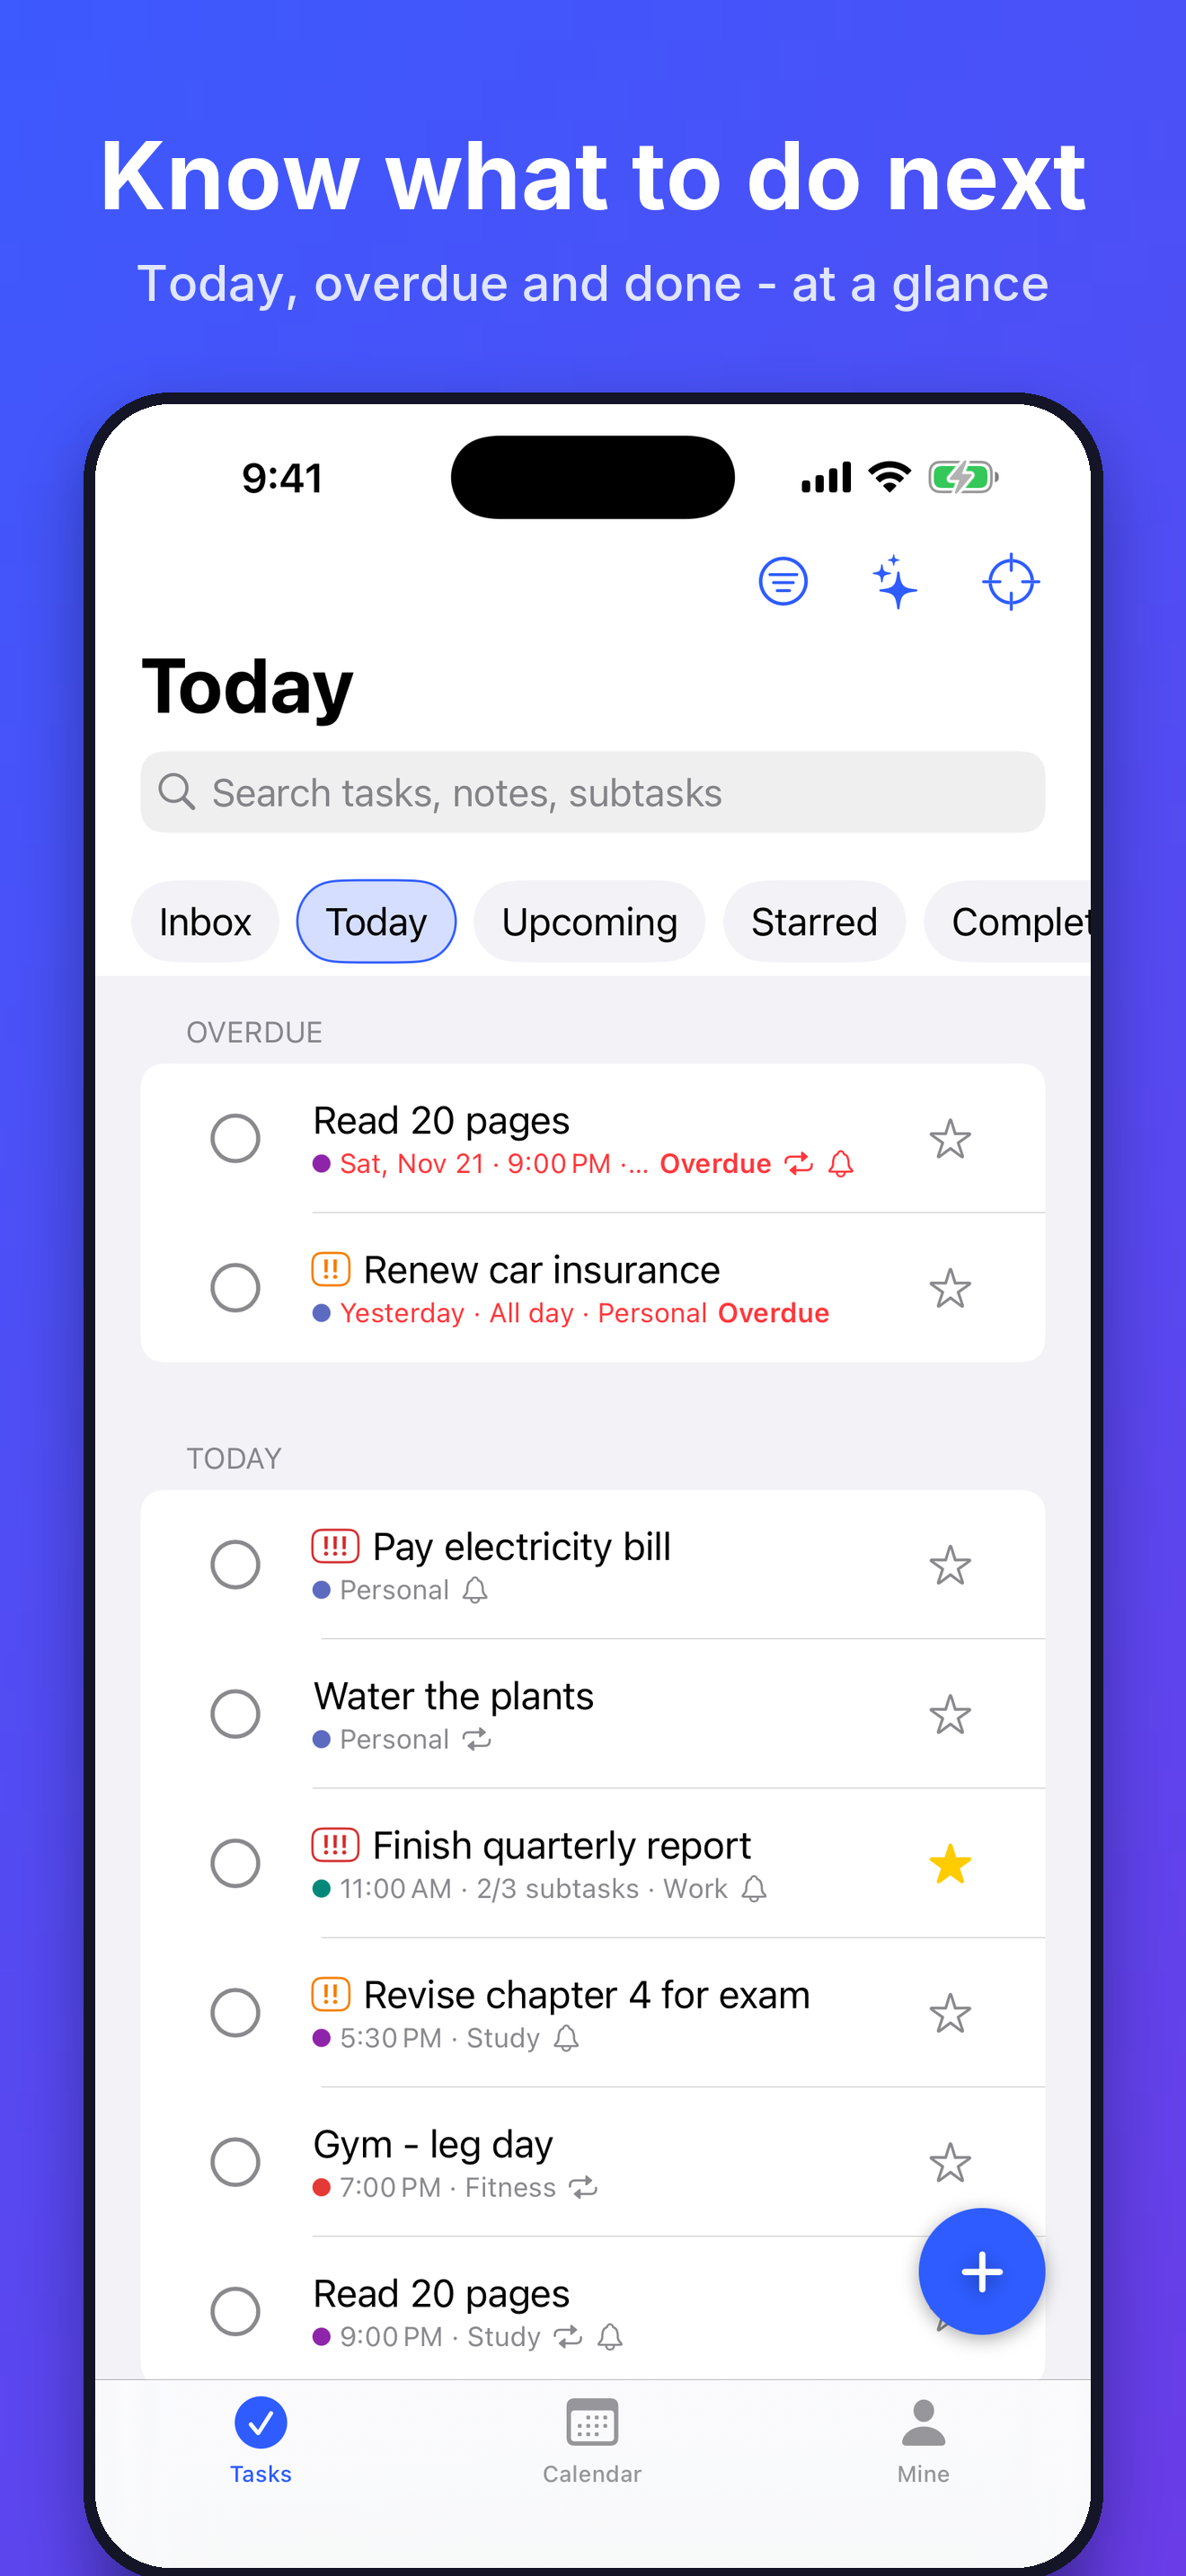 Know what to do next
Today, overdue and done - at a glance
9:41
Today
Search tasks, notes, subtasks
Inbox
Today
Upcoming
Starred
Complet
OVERDUE
Read 20 pages
Sat, Nov 21 · 9:00 PM ·... Overdue
!! Renew car insurance
Yesterday · All day · Personal Overdue
TODAY
!!! Pay electricity bill
Personal
Water the plants
Personal
!!! Finish quarterly report
11:00 AM · 2/3 subtasks · Work
!! Revise chapter 4 for exam
5:30 PM · Study
Gym - leg day
7:00 PM · Fitness
Read 20 pages
9:00 PM · Study
Tasks
Calendar
Mine